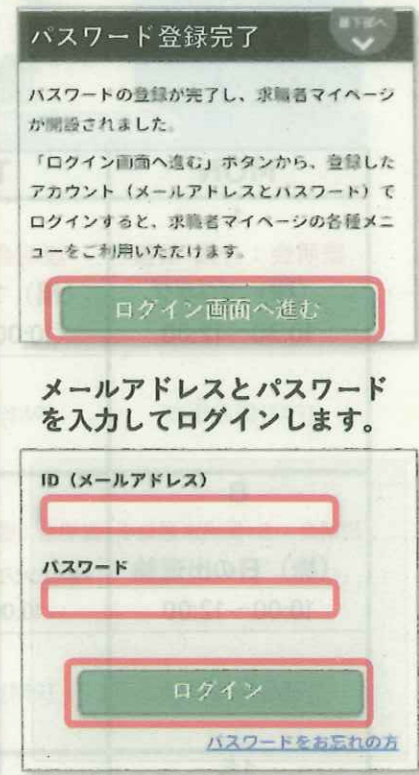 パスワード登録完了
最下部へ
パスワードの登録が完了し、求職者マイページ
が開設されました。
「ログイン画面へ進む」ボタンから、登録した
アカウント（メールアドレスとパスワード）で
ログインすると、求職者マイページの各種メニ
ューをご利用いただけます。
ログイン画面へ進む
メールアドレスとパスワード
を入力してログインします。
ID（メールアドレス）
パスワード
ログイン
パスワードをお忘れの方